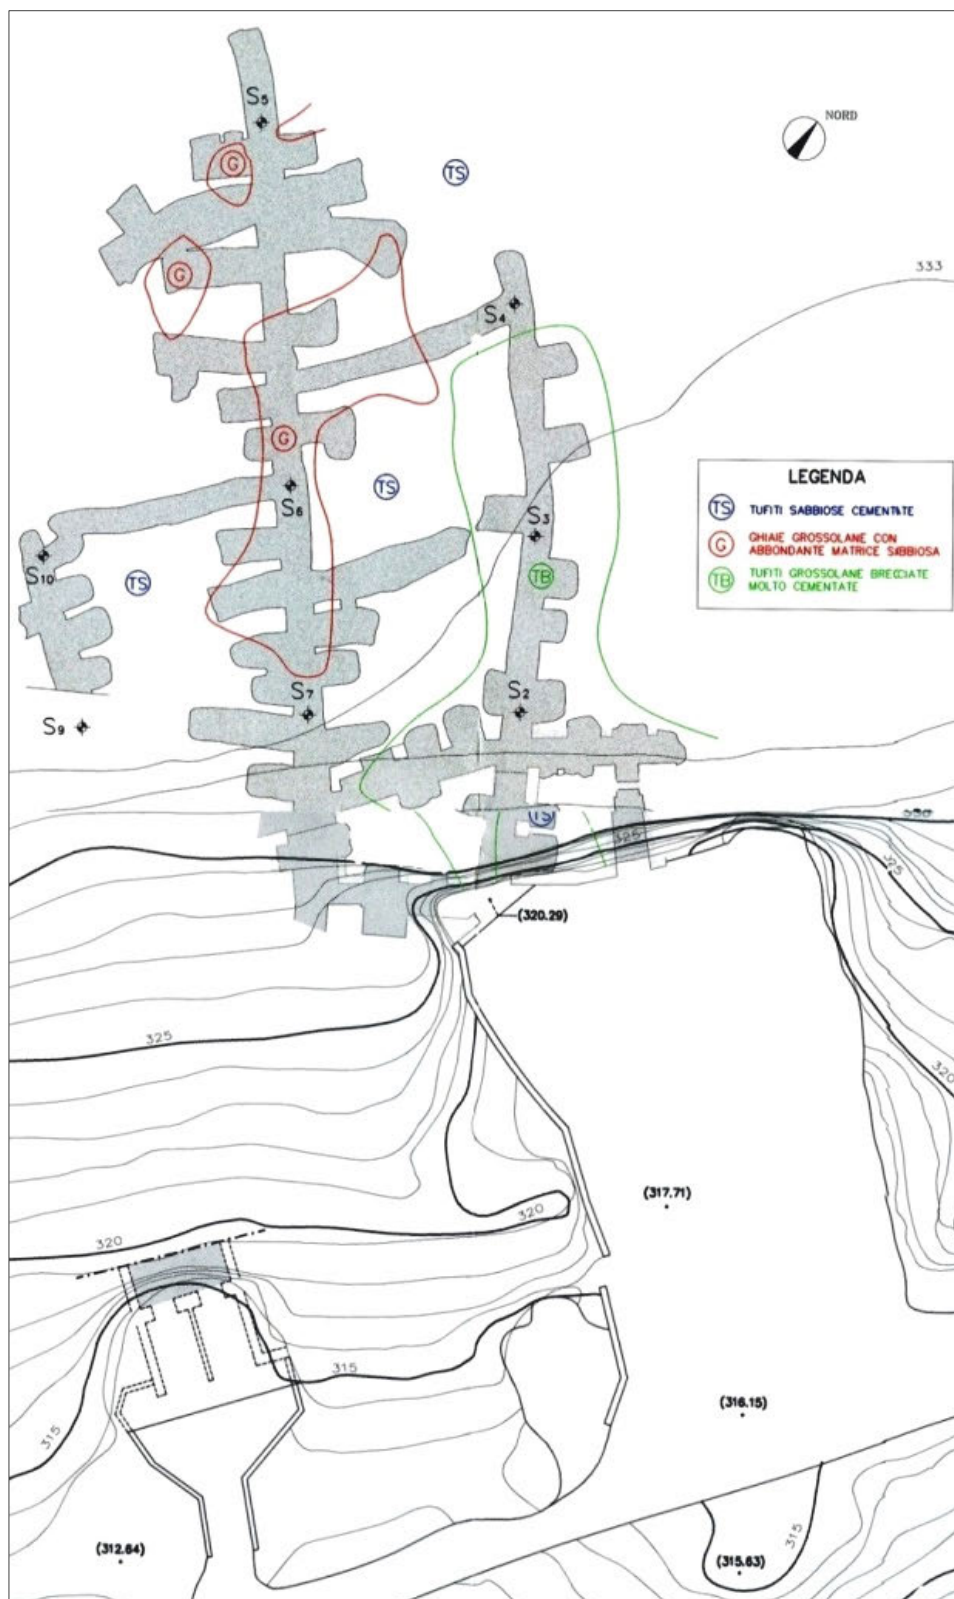 S5
NORD
G
TS
G
333
S4
G
TS
S6
S3
LEGENDA
TS TUFITI SABBIOSE CEMENTATE
G GHIAIE GROSSOLANE CON
ABBONDANTE MATRICE SABBIOSA
TB TUFITI GROSSOLANE BRECCIATE
MOLTO CEMENTATE
S10
TS
TB
S7
S2
S9
TS
330
325
325
(320.29)
325
320
(317.71)
320
320
315
(316.15)
315
315
(312.64)
(315.63)